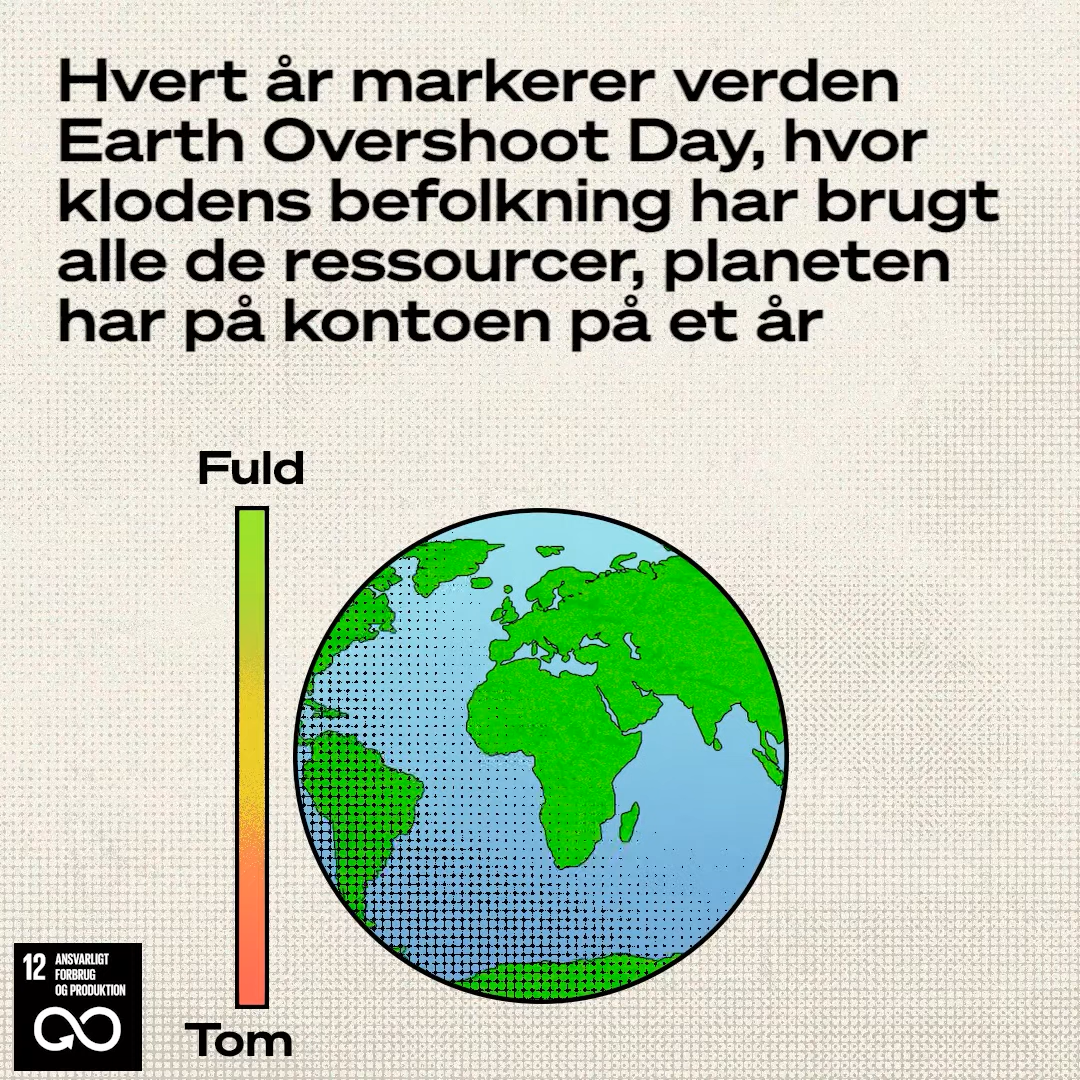 Hvert år markerer verden
Earth Overshoot Day, hvor
klodens befolkning har brugt
alle de ressourcer, planeten
har på kontoen på et år
Fuld
Tom
12 ANSVARLIGT
FORBRUG
OG PRODUKTION